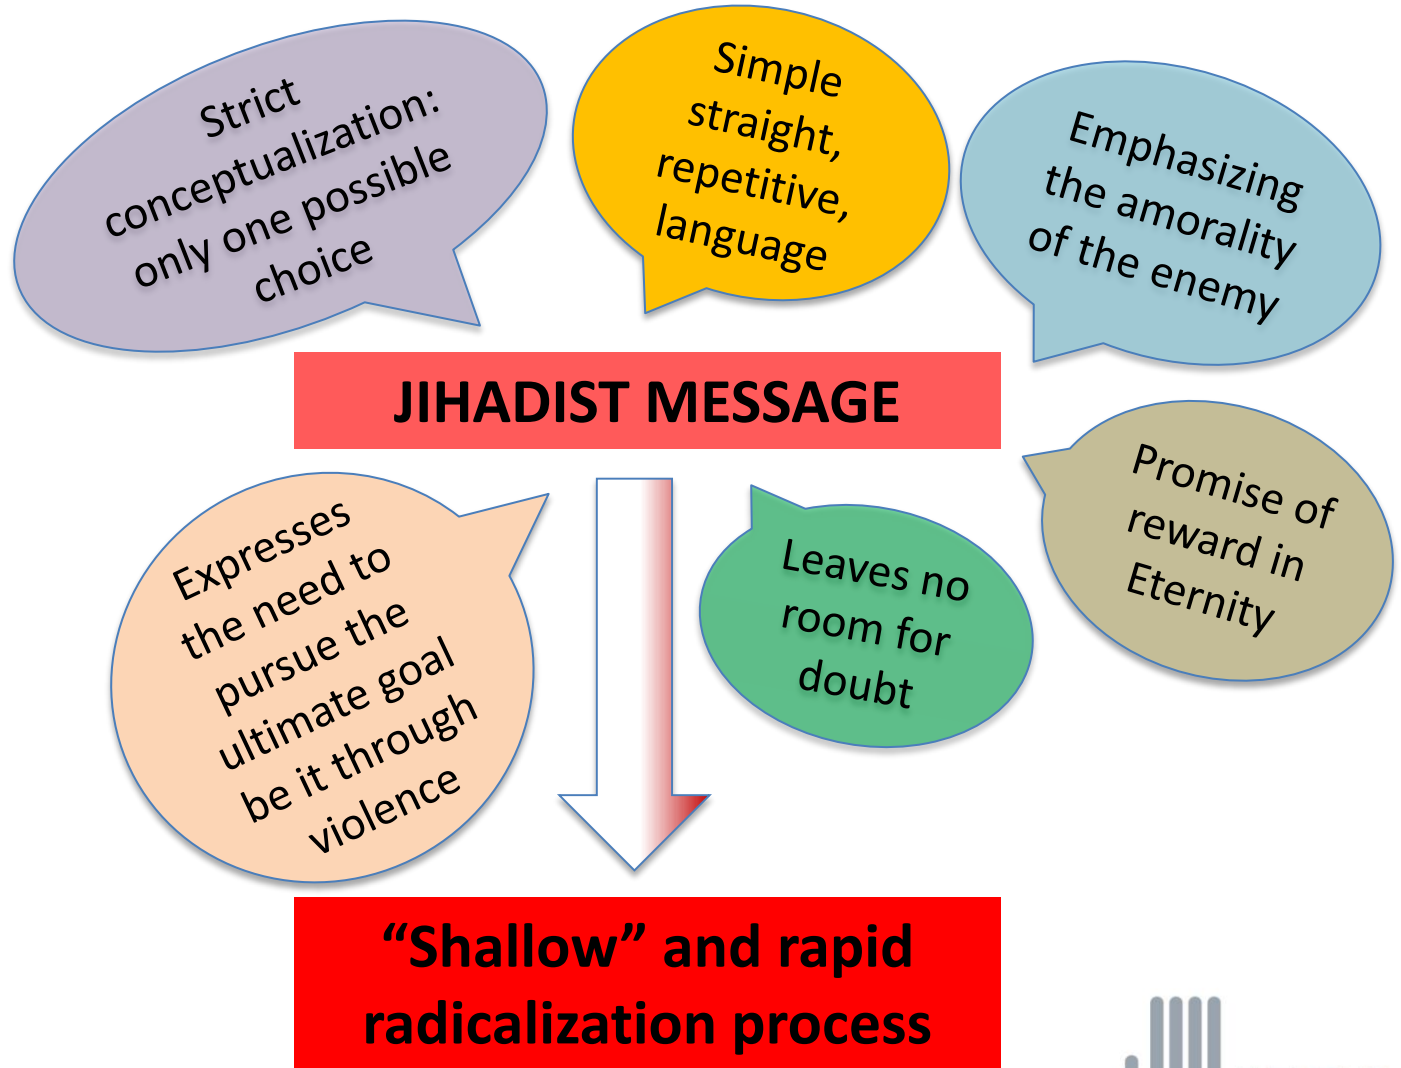 Strict
conceptualization:
only one possible
choice
Simple
straight,
repetitive,
language
Emphasizing
the amorality
of the enemy
JIHADIST MESSAGE
Expresses
the need to
pursue the
ultimate goal
be it through
violence
Leaves no
room for
doubt
Promise of
reward in
Eternity
“Shallow” and rapid
radicalization process